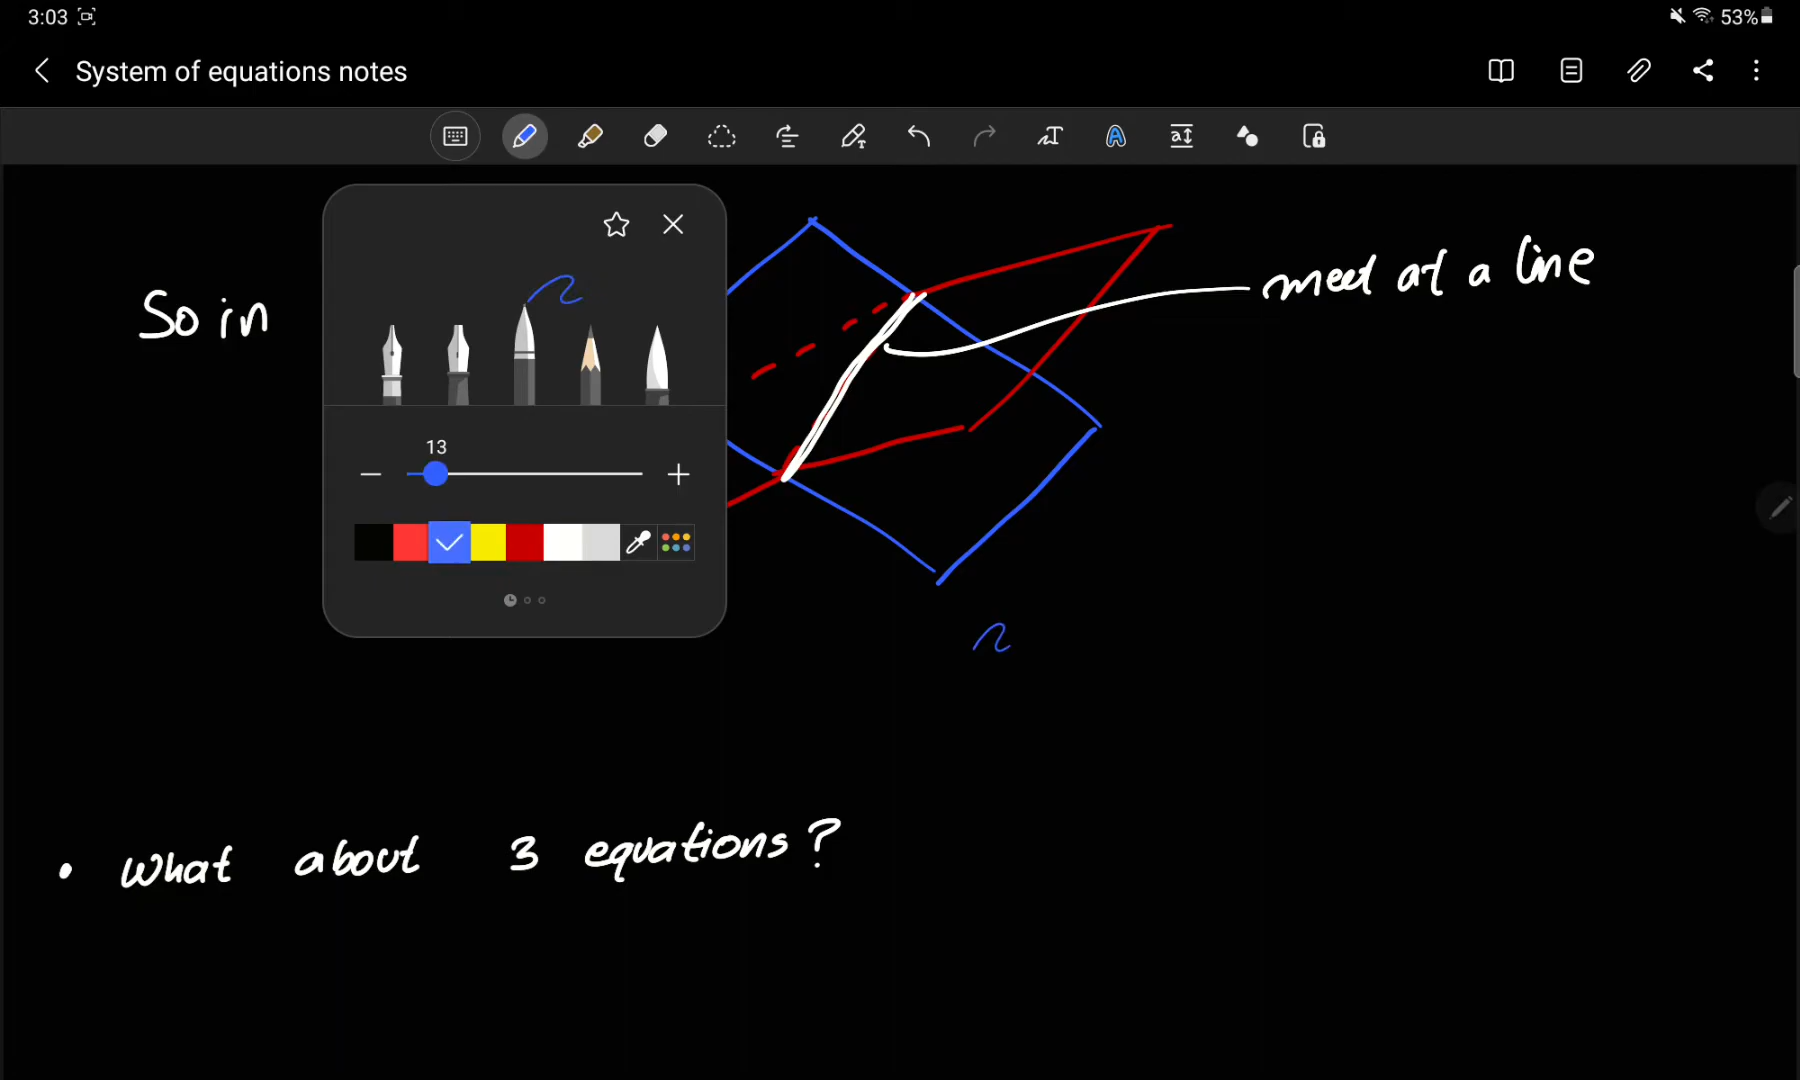 3:03 53%
System of equations notes
So in
meet at a line
13
• What about 3 equations?